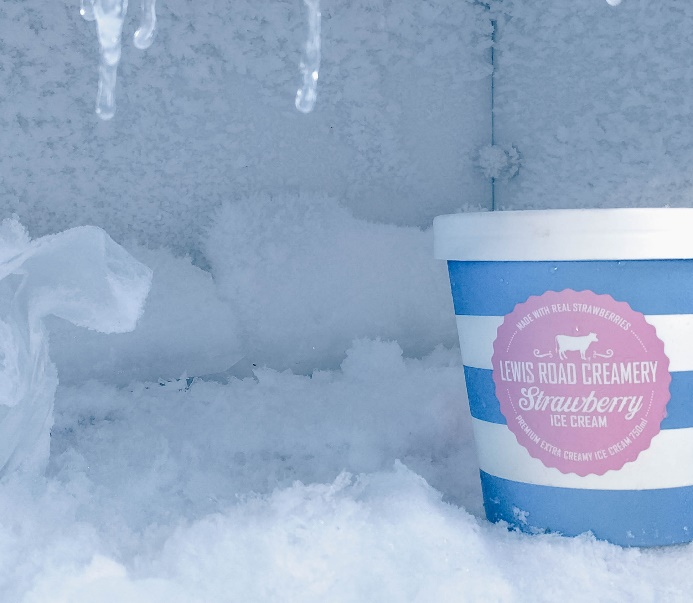 MADE WITH REAL STRAWBERRIES
LEWIS ROAD CREAMERY
Strawberry
ICE CREAM
PREMIUM EXTRA CREAMY ICE CREAM 750ml